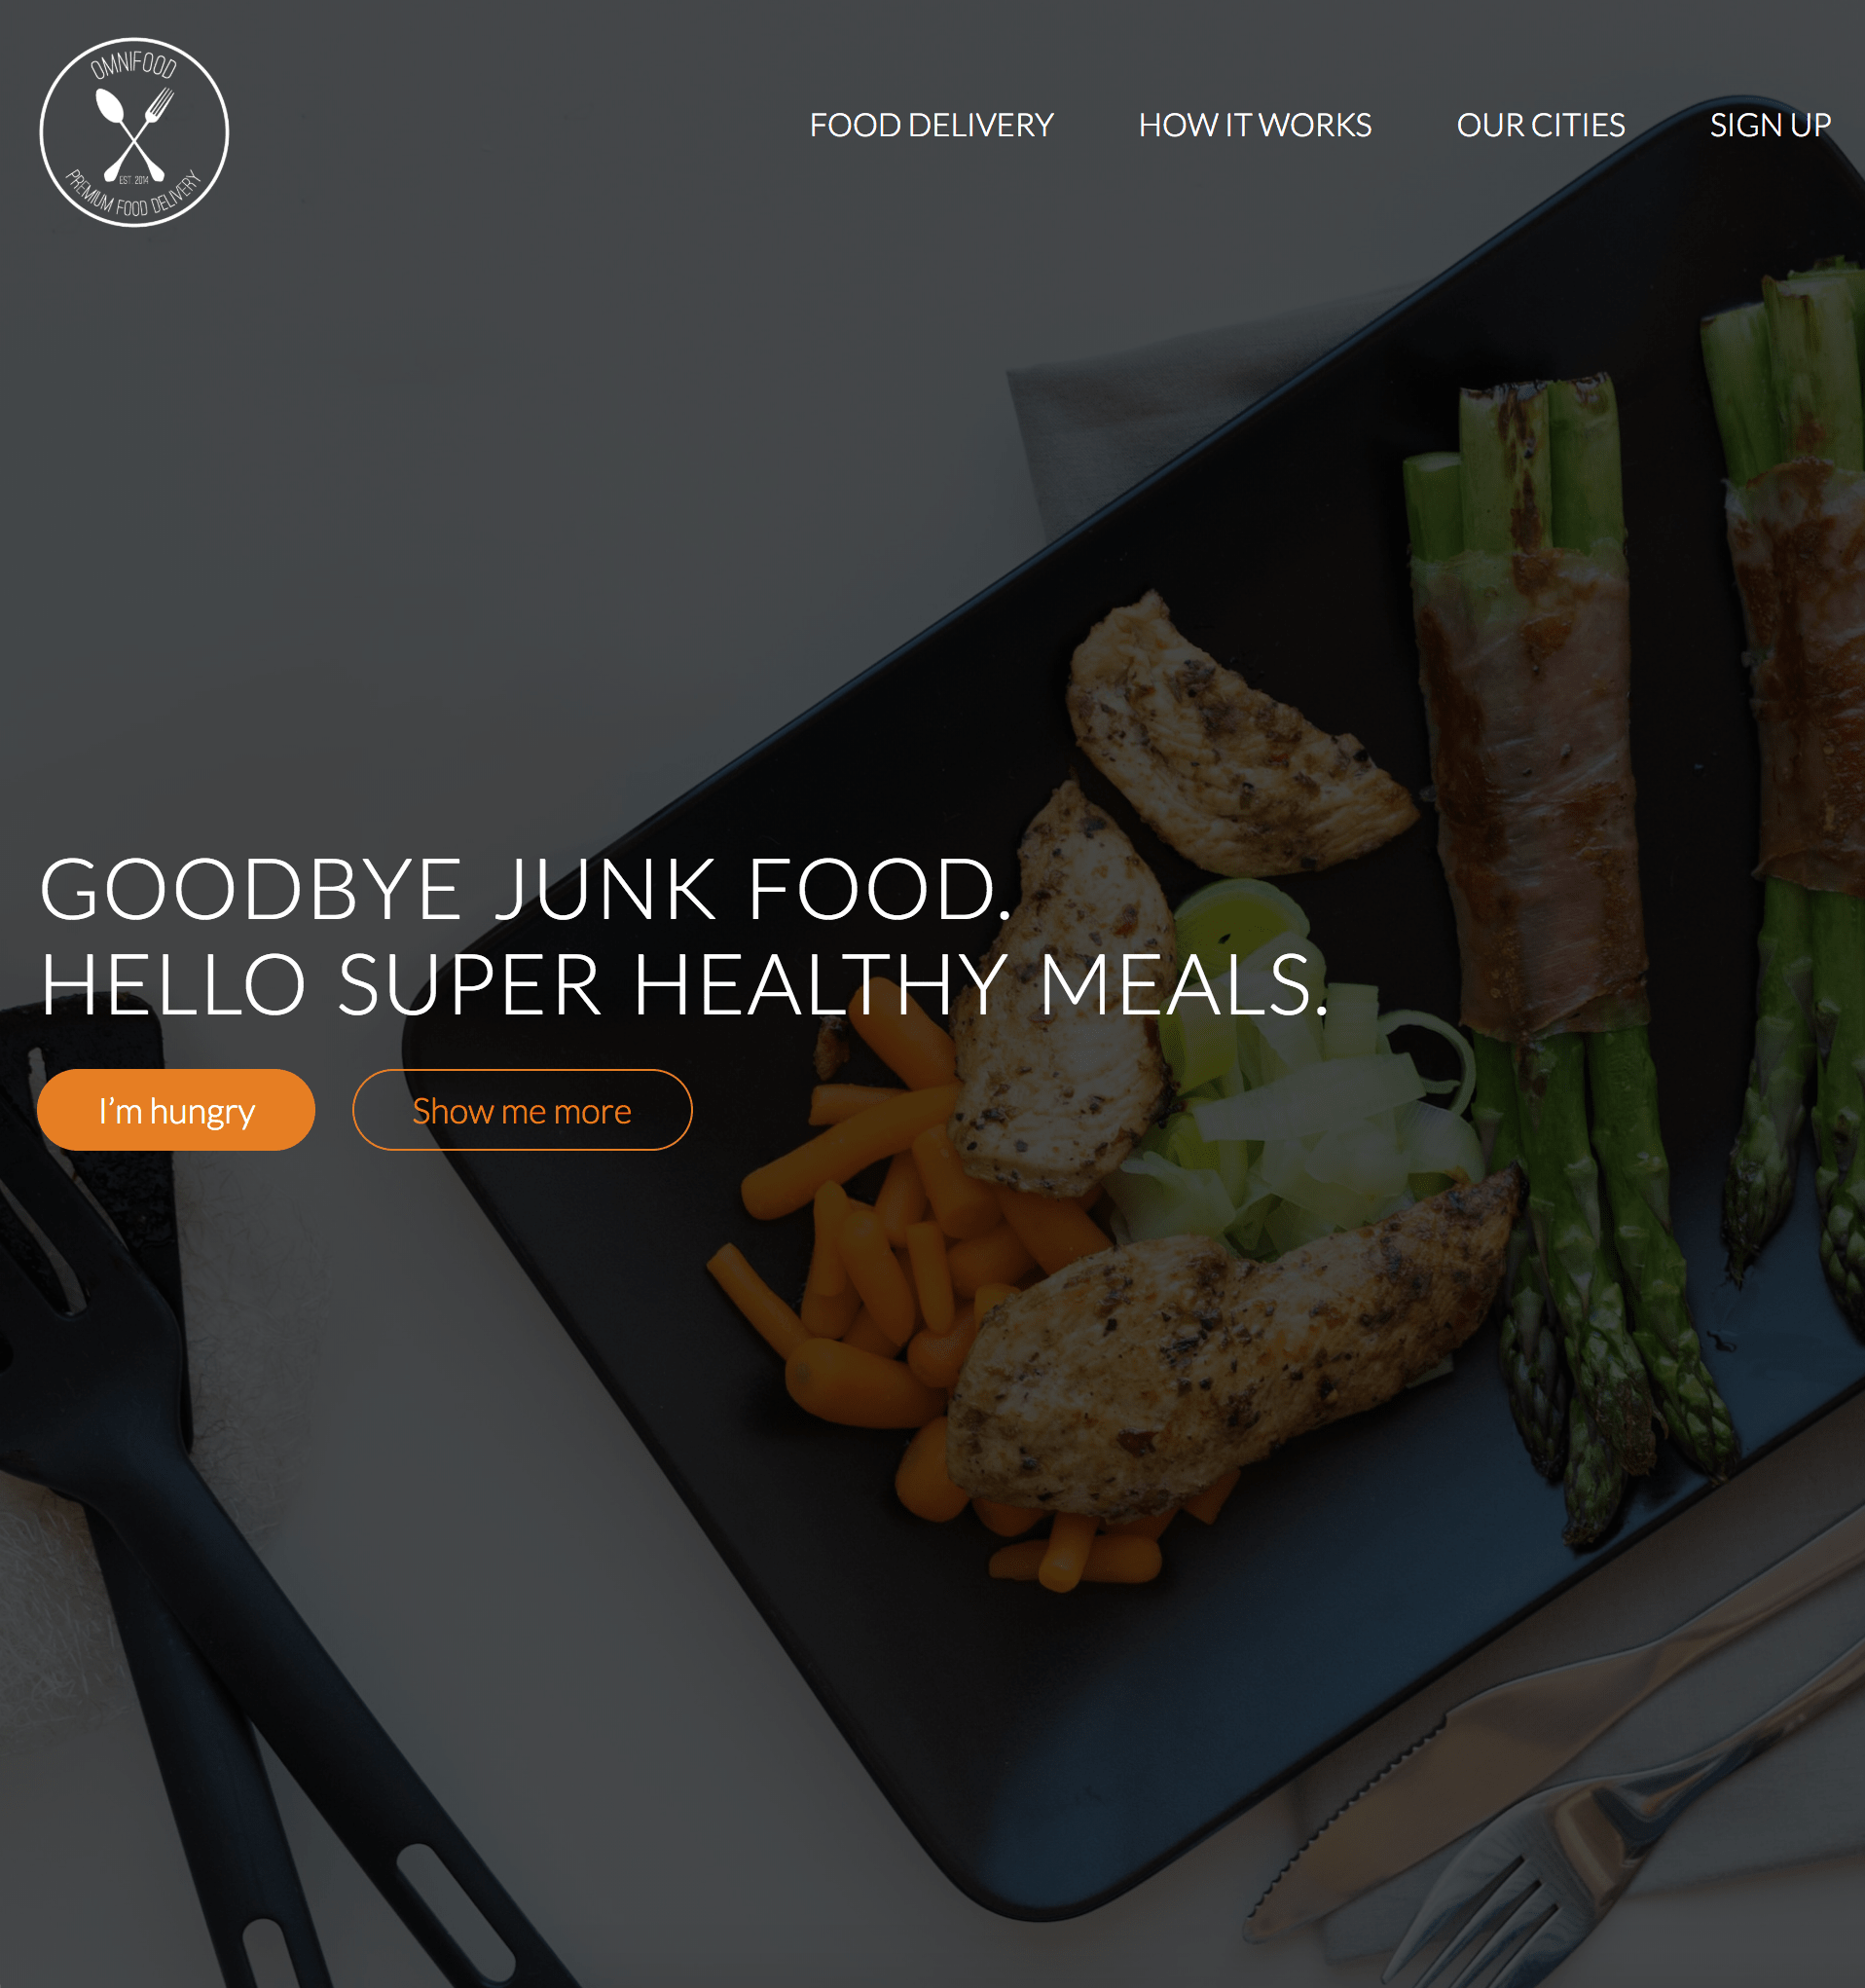 OMNIFOOD
EST. 2014
PREMIUM FOOD DELIVERY
FOOD DELIVERY HOW IT WORKS OUR CITIES SIGN UP
GOODBYE JUNK FOOD.
HELLO SUPER HEALTHY MEALS.
I’m hungry Show me more